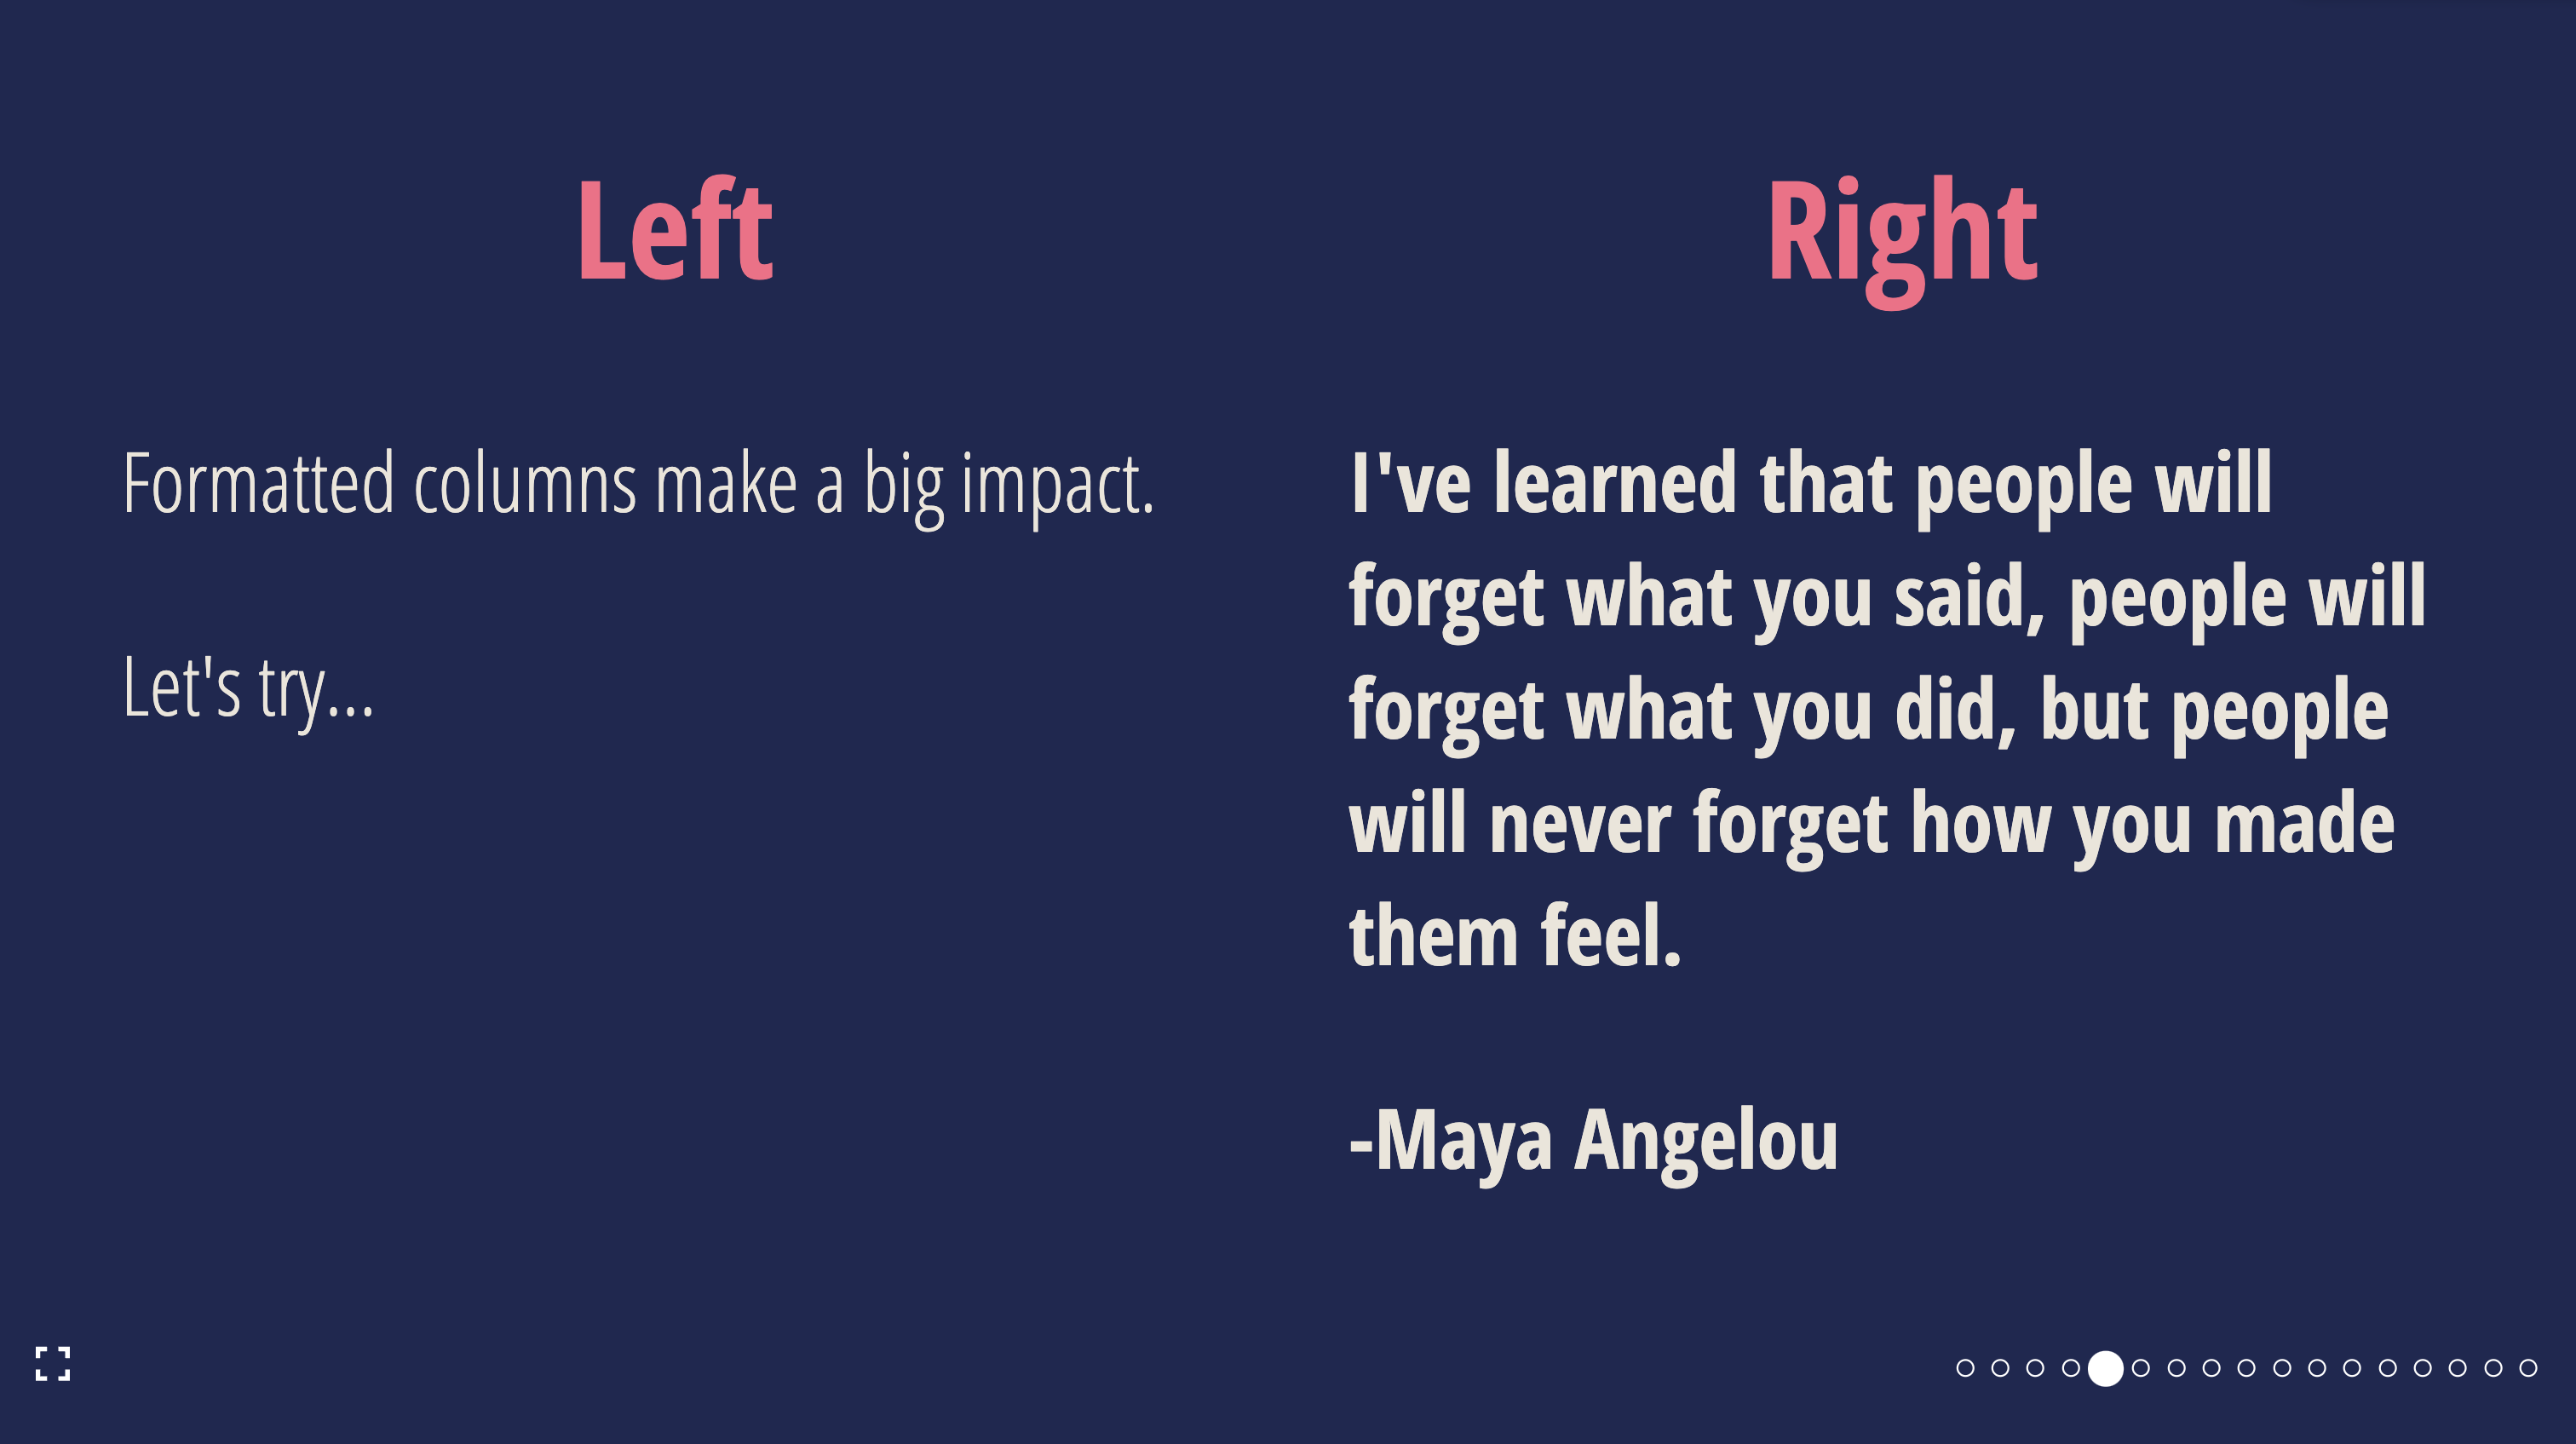 Left
Formatted columns make a big impact.
Let's try...
Right
I've learned that people will
forget what you said, people will
forget what you did, but people
will never forget how you made
them feel.
-Maya Angelou